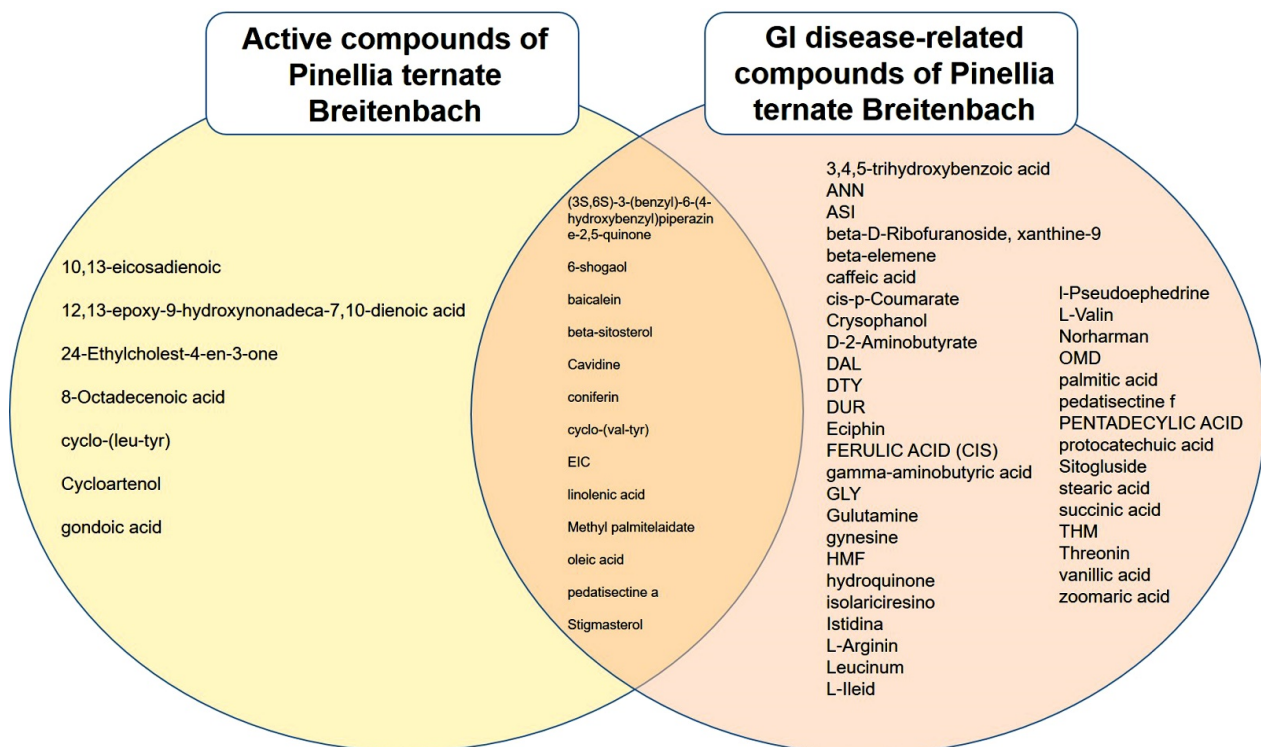 Active compounds of
Pinellia ternate
Breitenbach
GI disease-related
compounds of Pinellia
ternate Breitenbach
10,13-eicosadienoic
12,13-epoxy-9-hydroxynonadeca-7,10-dienoic acid
24-Ethylcholest-4-en-3-one
8-Octadecenoic acid
cyclo-(leu-tyr)
Cycloartenol
gondoic acid
(3S,6S)-3-(benzyl)-6-(4-
hydroxybenzyl)piperazin
e-2,5-quinone
6-shogaol
baicalein
beta-sitosterol
Cavidine
coniferin
cyclo-(val-tyr)
EIC
linolenic acid
Methyl palmitelaidate
oleic acid
pedatisectine a
Stigmasterol
3,4,5-trihydroxybenzoic acid
ANN
ASI
beta-D-Ribofuranoside, xanthine-9
beta-elemene
caffeic acid
cis-p-Coumarate
Crysophanol
D-2-Aminobutyrate
DAL
DTY
DUR
Eciphin
FERULIC ACID (CIS)
gamma-aminobutyric acid
GLY
Gulutamine
gynesine
HMF
hydroquinone
isolariciresino
Istidina
L-Arginin
Leucinum
L-Ileid
l-Pseudoephedrine
L-Valin
Norharman
OMD
palmitic acid
pedatisectine f
PENTADECYLIC ACID
protocatechuic acid
Sitogluside
stearic acid
succinic acid
THM
Threonin
vanillic acid
zoomaric acid